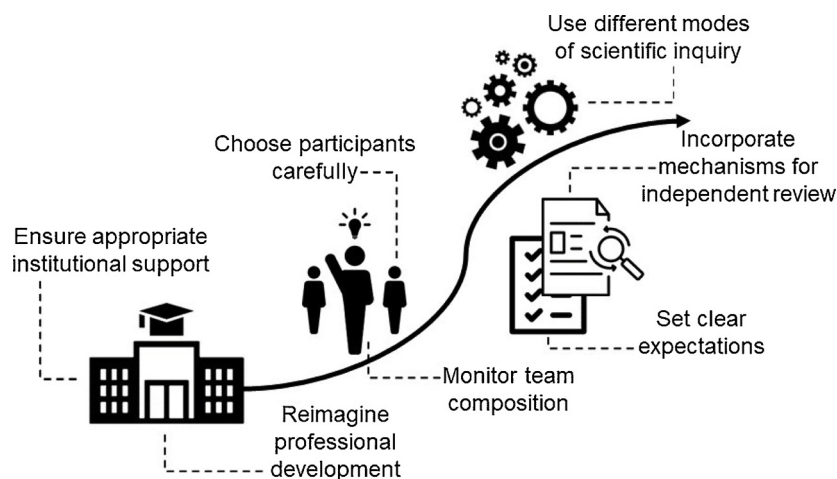 Use different modes
of scientific inquiry
Choose participants
carefully
Incorporate
mechanisms for
independent review
Ensure appropriate
institutional support
Set clear
expectations
Monitor team
composition
Reimagine
professional
development